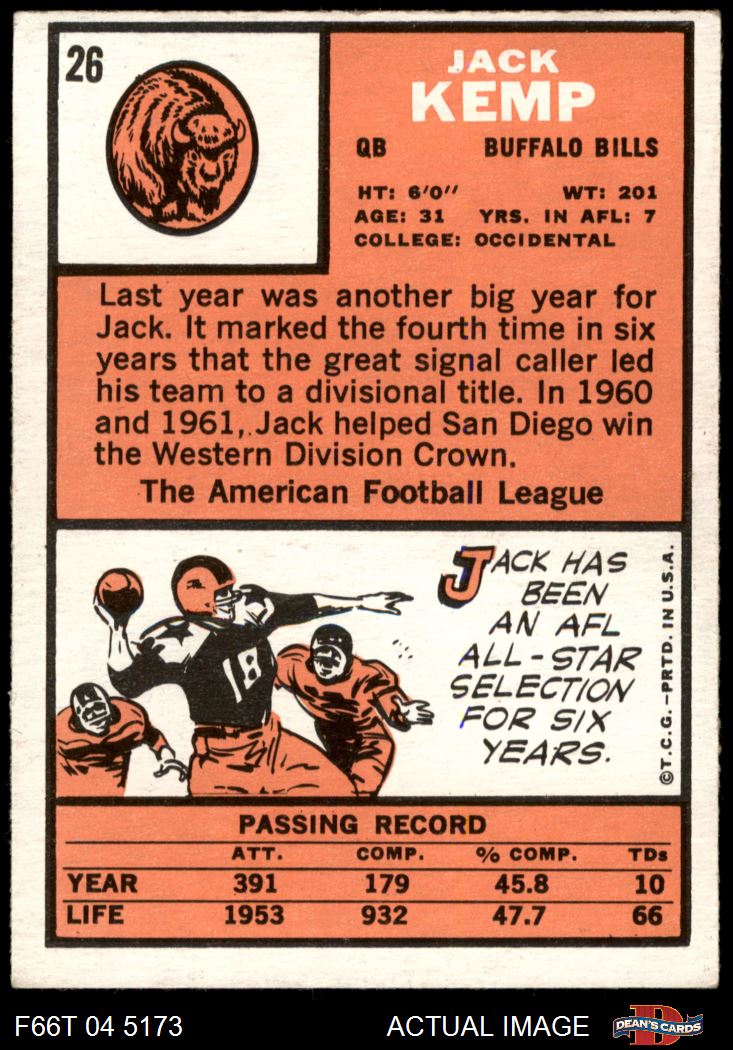 26
JACK
KEMP
QB BUFFALO BILLS
HT: 6'0" WT: 201
AGE: 31 YRS. IN AFL: 7
COLLEGE: OCCIDENTAL
Last year was another big year for
Jack. It marked the fourth time in six
years that the great signal caller led
his team to a divisional title. In 1960
and 1961, Jack helped San Diego win
the Western Division Crown.
The American Football League
18
JACK HAS
BEEN
AN AFL
ALL-STAR
SELECTION
FOR SIX
YEARS.
©T.C.G.-PRTD. IN U.S.A.
PASSING RECORD
ATT. COMP. % COMP. TDs
YEAR 391 179 45.8 10
LIFE 1953 932 47.7 66
F66T 04 5173 ACTUAL IMAGE
D
DEAN'S CARDS